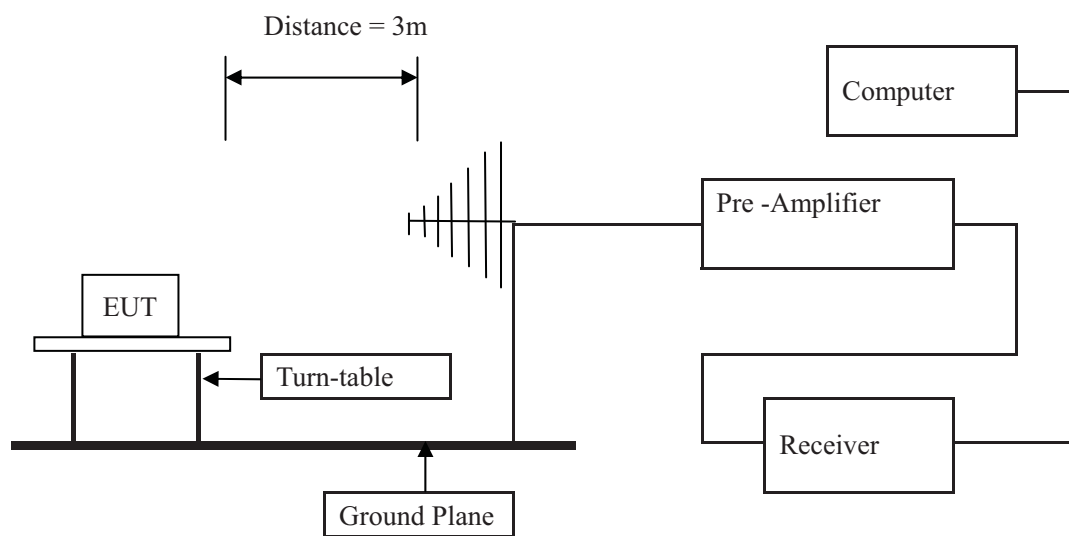 Distance = 3m
Computer
Pre -Amplifier
EUT
Turn-table
Receiver
Ground Plane